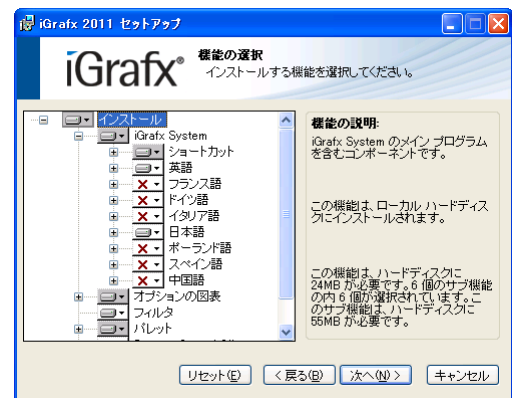 iGrafx 2011 セットアップ
iGrafx®
機能の選択
インストールする機能を選択してください。
インストール
iGrafx System
ショートカット
英語
フランス語
ドイツ語
イタリア語
日本語
ポーランド語
スペイン語
中国語
オプションの図表
フィルタ
パレット
機能の説明:
iGrafx System のメイン プログラム
を含むコンポーネントです。
この機能は、ローカル ハードディス
クにインストールされます。
この機能は、ハードディスクに
24MB が必要です。6 個のサブ機能
の内 6 個が選択されています。こ
のサブ機能は、ハードディスクに
55MB が必要です。
リセット(E)
< 戻る(B)
次へ(N) >
キャンセル